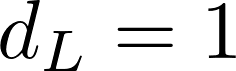 d_L = 1